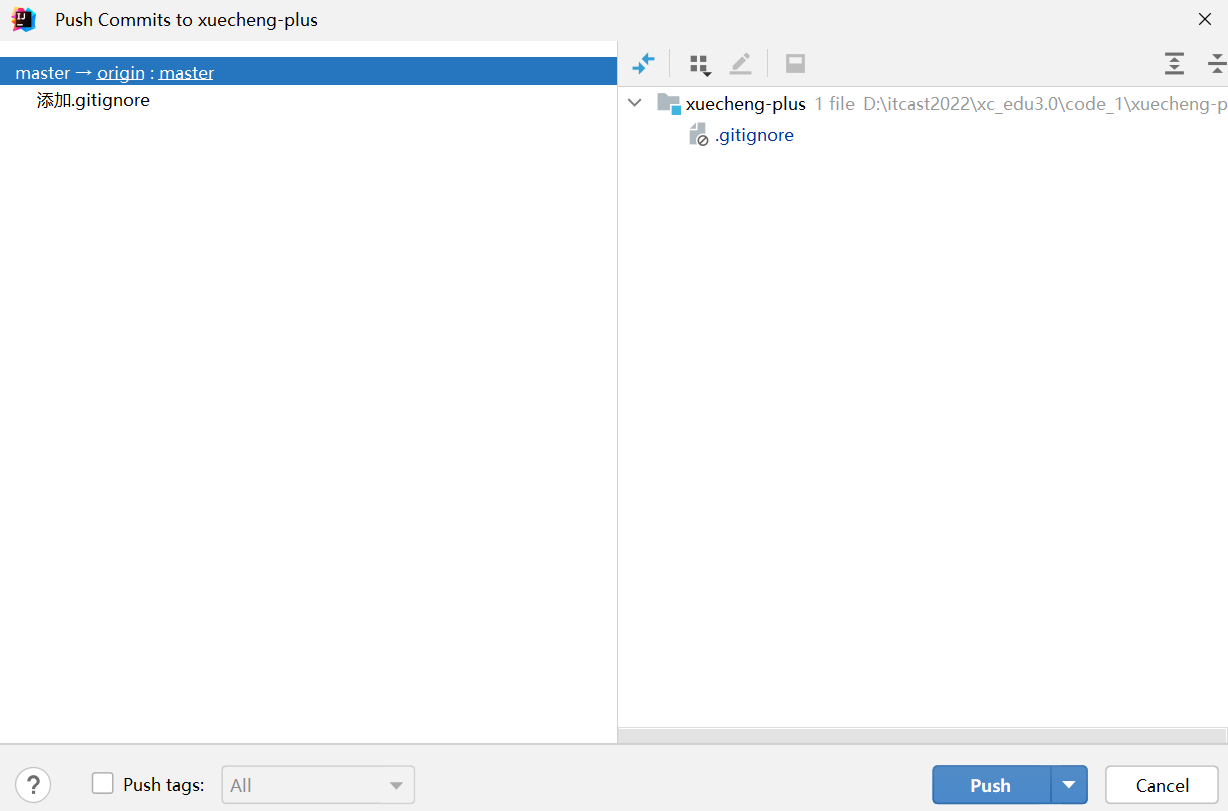 Push Commits to xuecheng-plus
master → origin : master
添加.gitignore
xuecheng-plus 1 file D:\itcast2022\xc_edu3.0\code_1\xuecheng-p
.gitignore
? Push tags: All Push Cancel